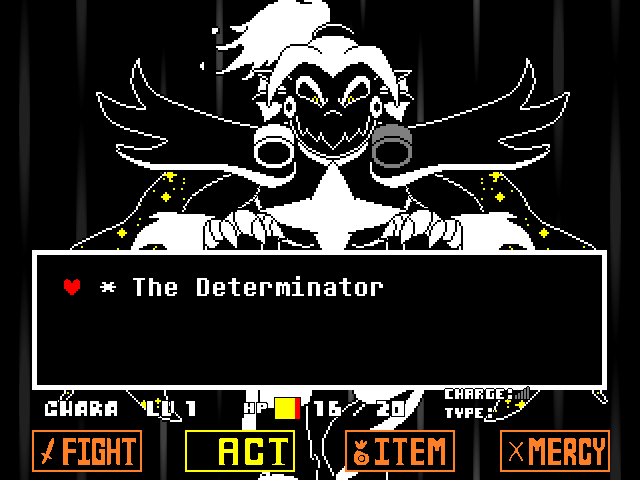 * The Determinator
CHARGE:
CHARA LV 1 HP 16 / 20
TYPE:
FIGHT ACT ITEM MERCY